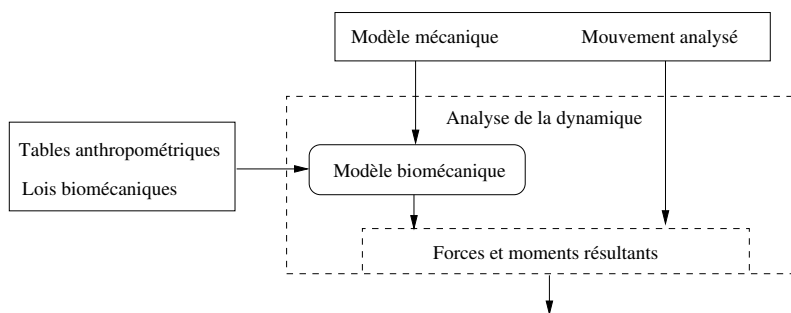 Modèle mécanique Mouvement analysé
Analyse de la dynamique
Tables anthropométriques
Lois biomécaniques
Modèle biomécanique
Forces et moments résultants